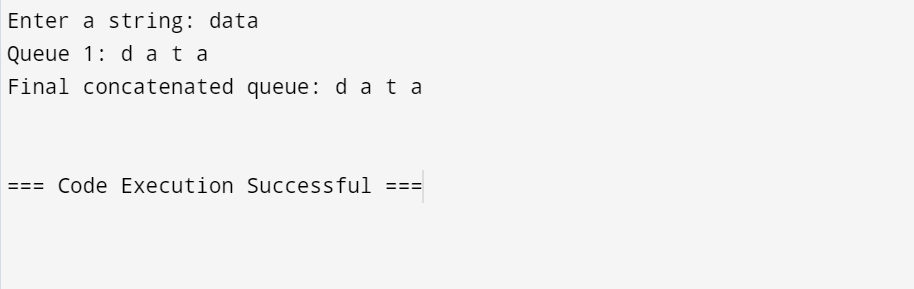 Enter a string: data
Queue 1: d a t a
Final concatenated queue: d a t a
=== Code Execution Successful ===